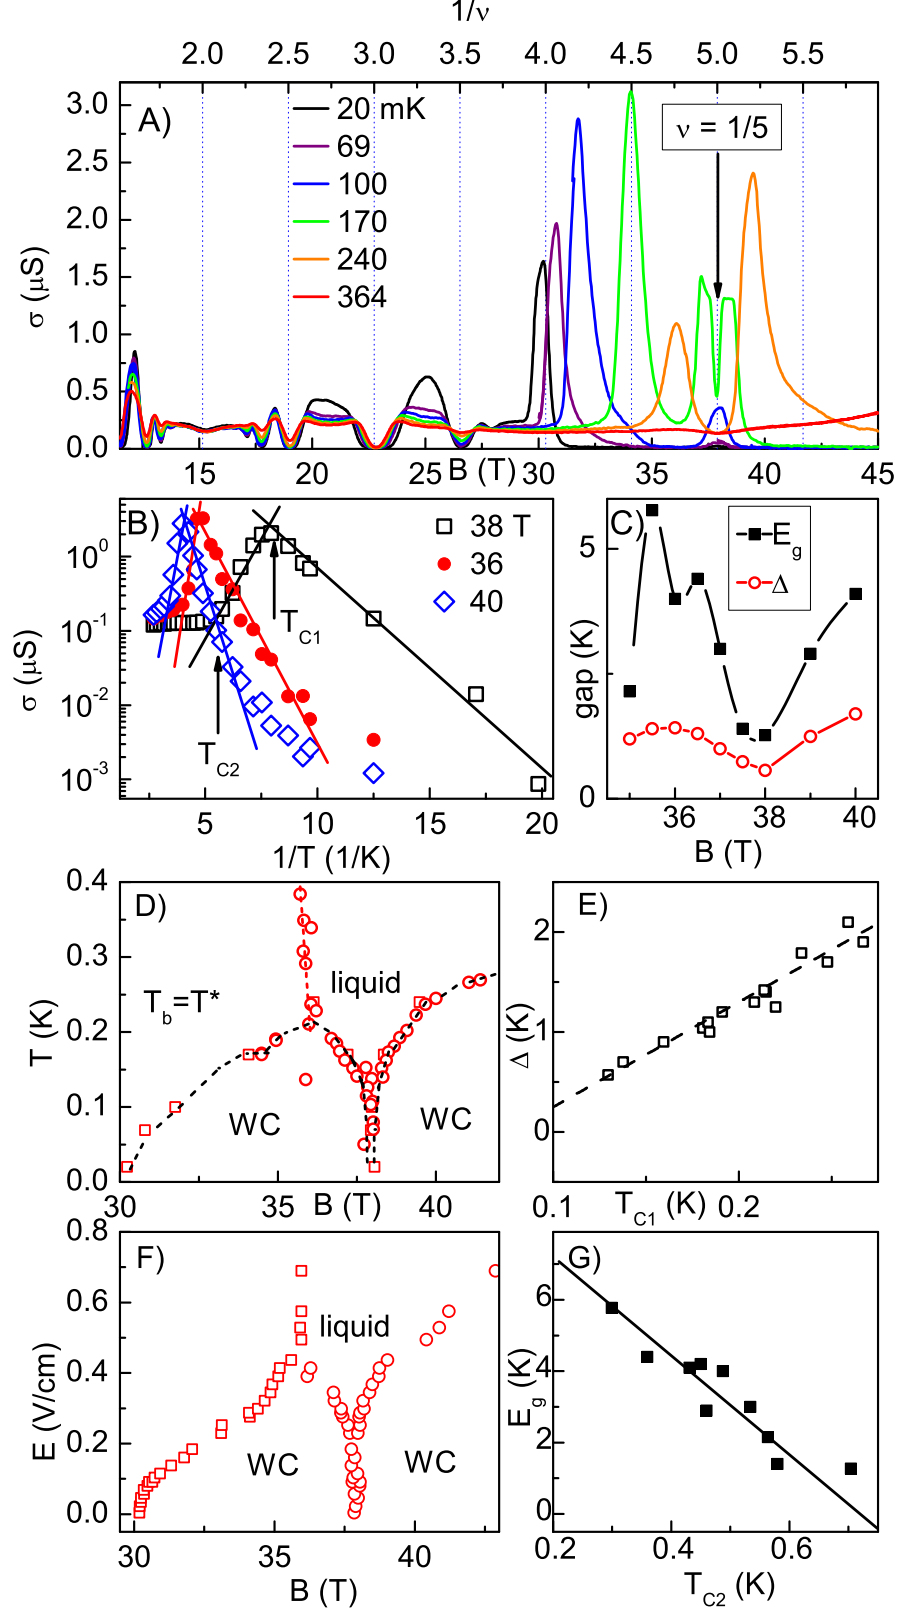 1/ν
2.0 2.5 3.0 3.5 4.0 4.5 5.0 5.5
A)
20 mK
69
100
170
240
364
ν = 1/5
σ (μS)
3.0
2.5
2.0
1.5
1.0
0.5
0.0
15 20 25 30 35 40 45
B (T)
B)
38 T
36
40
T_C1
T_C2
σ (μS)
10^0
10^-1
10^-2
10^-3
5 10 15 20
1/T (1/K)
C)
E_g
Δ
gap (K)
5
0
36 38 40
B (T)
D)
T_b=T*
liquid
WC
WC
T (K)
0.4
0.3
0.2
0.1
0.0
30 35 40
B (T)
E)
Δ (K)
2
1
0
0.1 0.2
T_C1 (K)
F)
liquid
WC
WC
E (V/cm)
0.8
0.6
0.4
0.2
0.0
30 35 40
B (T)
G)
E_g (K)
6
4
2
0
0.2 0.4 0.6
T_C2 (K)